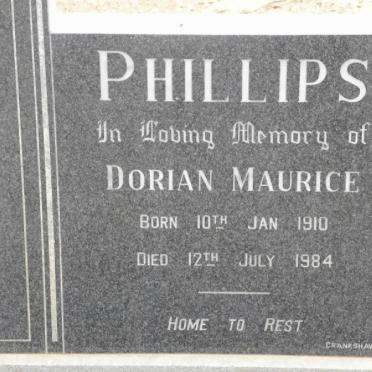 PHILLIPS
In Loving Memory of
DORIAN MAURICE
BORN 10TH JAN 1910
DIED 12TH JULY 1984
HOME TO REST